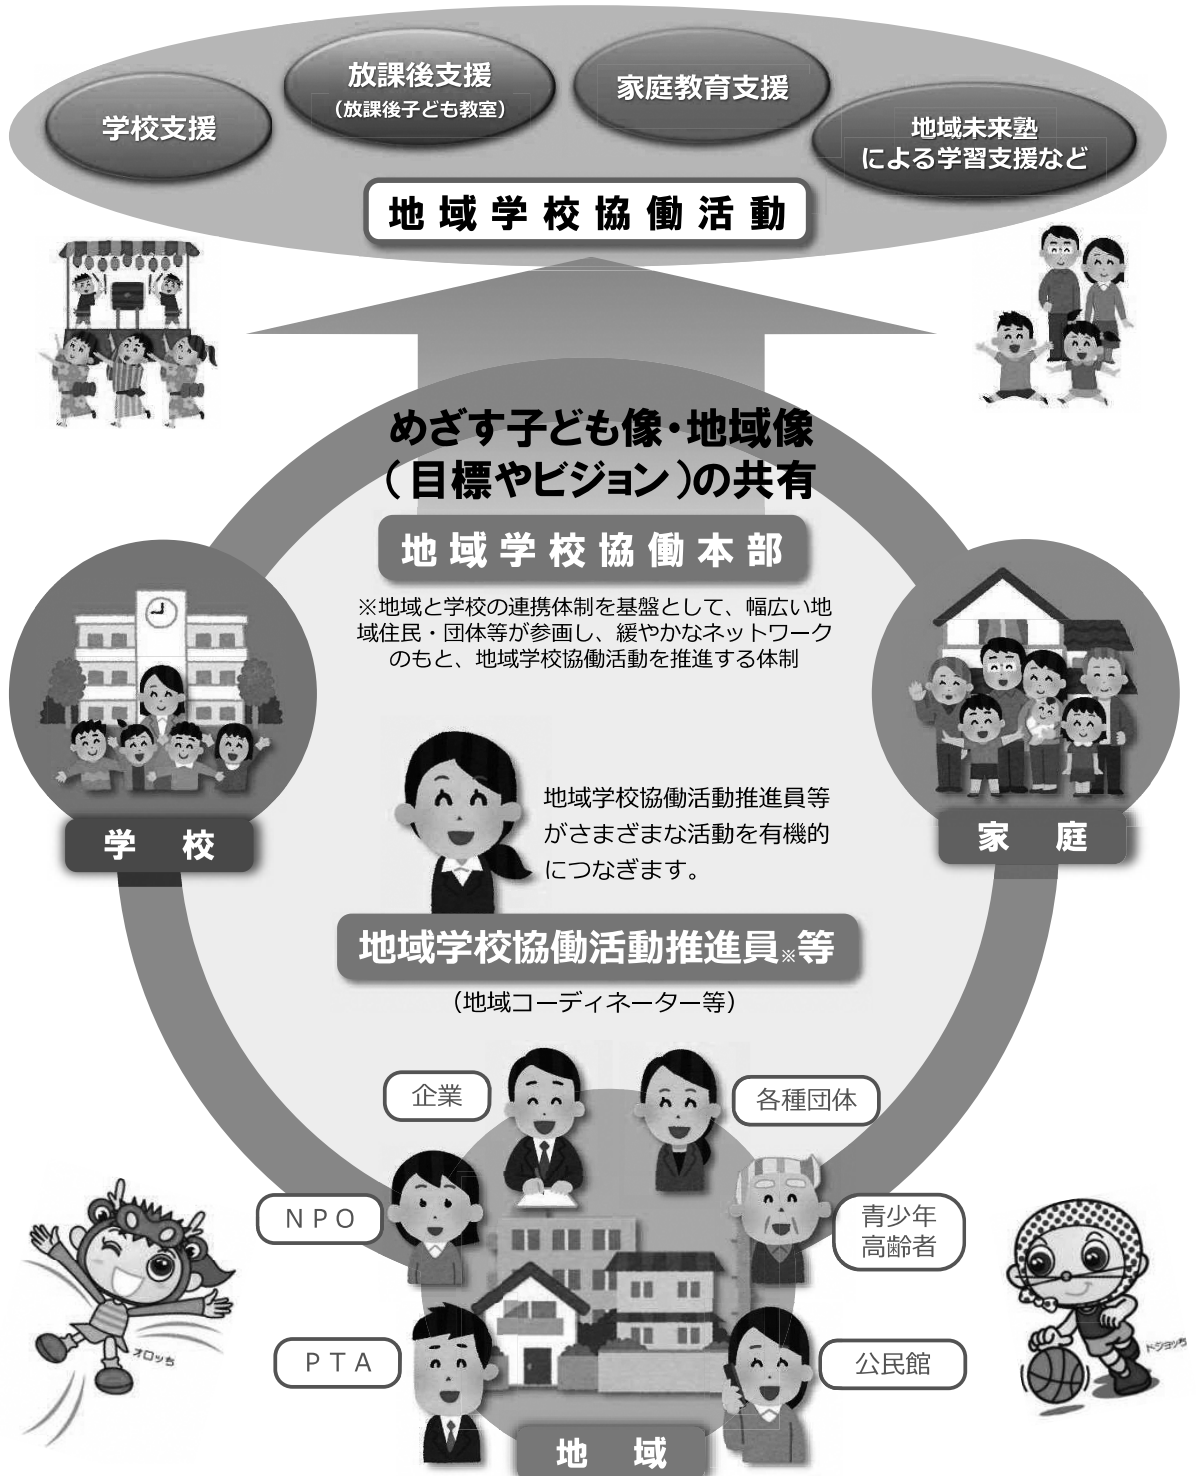 学校支援
放課後支援
（放課後子ども教室）
家庭教育支援
地域未来塾
による学習支援など
地域学校協働活動
めざす子ども像・地域像
（目標やビジョン）の共有
地域学校協働本部
※地域と学校の連携体制を基盤として、幅広い地
域住民・団体等が参画し、緩やかなネットワーク
のもと、地域学校協働活動を推進する体制
学校
家庭
地域学校協働活動推進員等
がさまざまな活動を有機的
につなぎます。
地域学校協働活動推進員※等
（地域コーディネーター等）
企業
各種団体
NPO
青少年
高齢者
PTA
公民館
地域
オロッち
ドジョッち